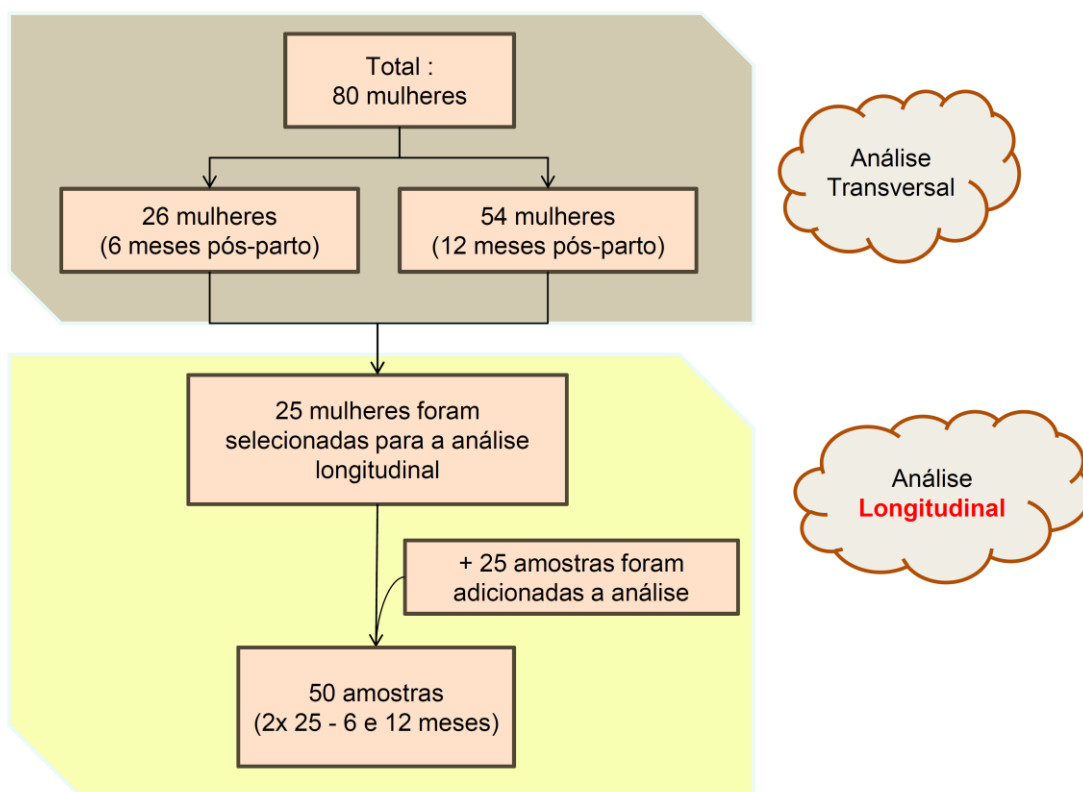 Total :
80 mulheres
26 mulheres
(6 meses pós-parto)
54 mulheres
(12 meses pós-parto)
Análise
Transversal
25 mulheres foram
selecionadas para a análise
longitudinal
+ 25 amostras foram
adicionadas a análise
50 amostras
(2x 25 - 6 e 12 meses)
Análise
Longitudinal